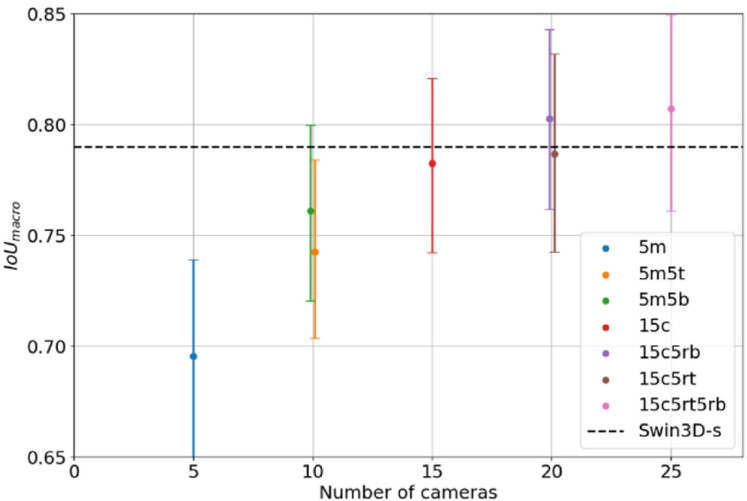 0.85
0.80
0.75
0.70
0.65
IoU_macro
0
5
10
15
20
25
Number of cameras
5m
5m5t
5m5b
15c
15c5rb
15c5rt
15c5rt5rb
Swin3D-s